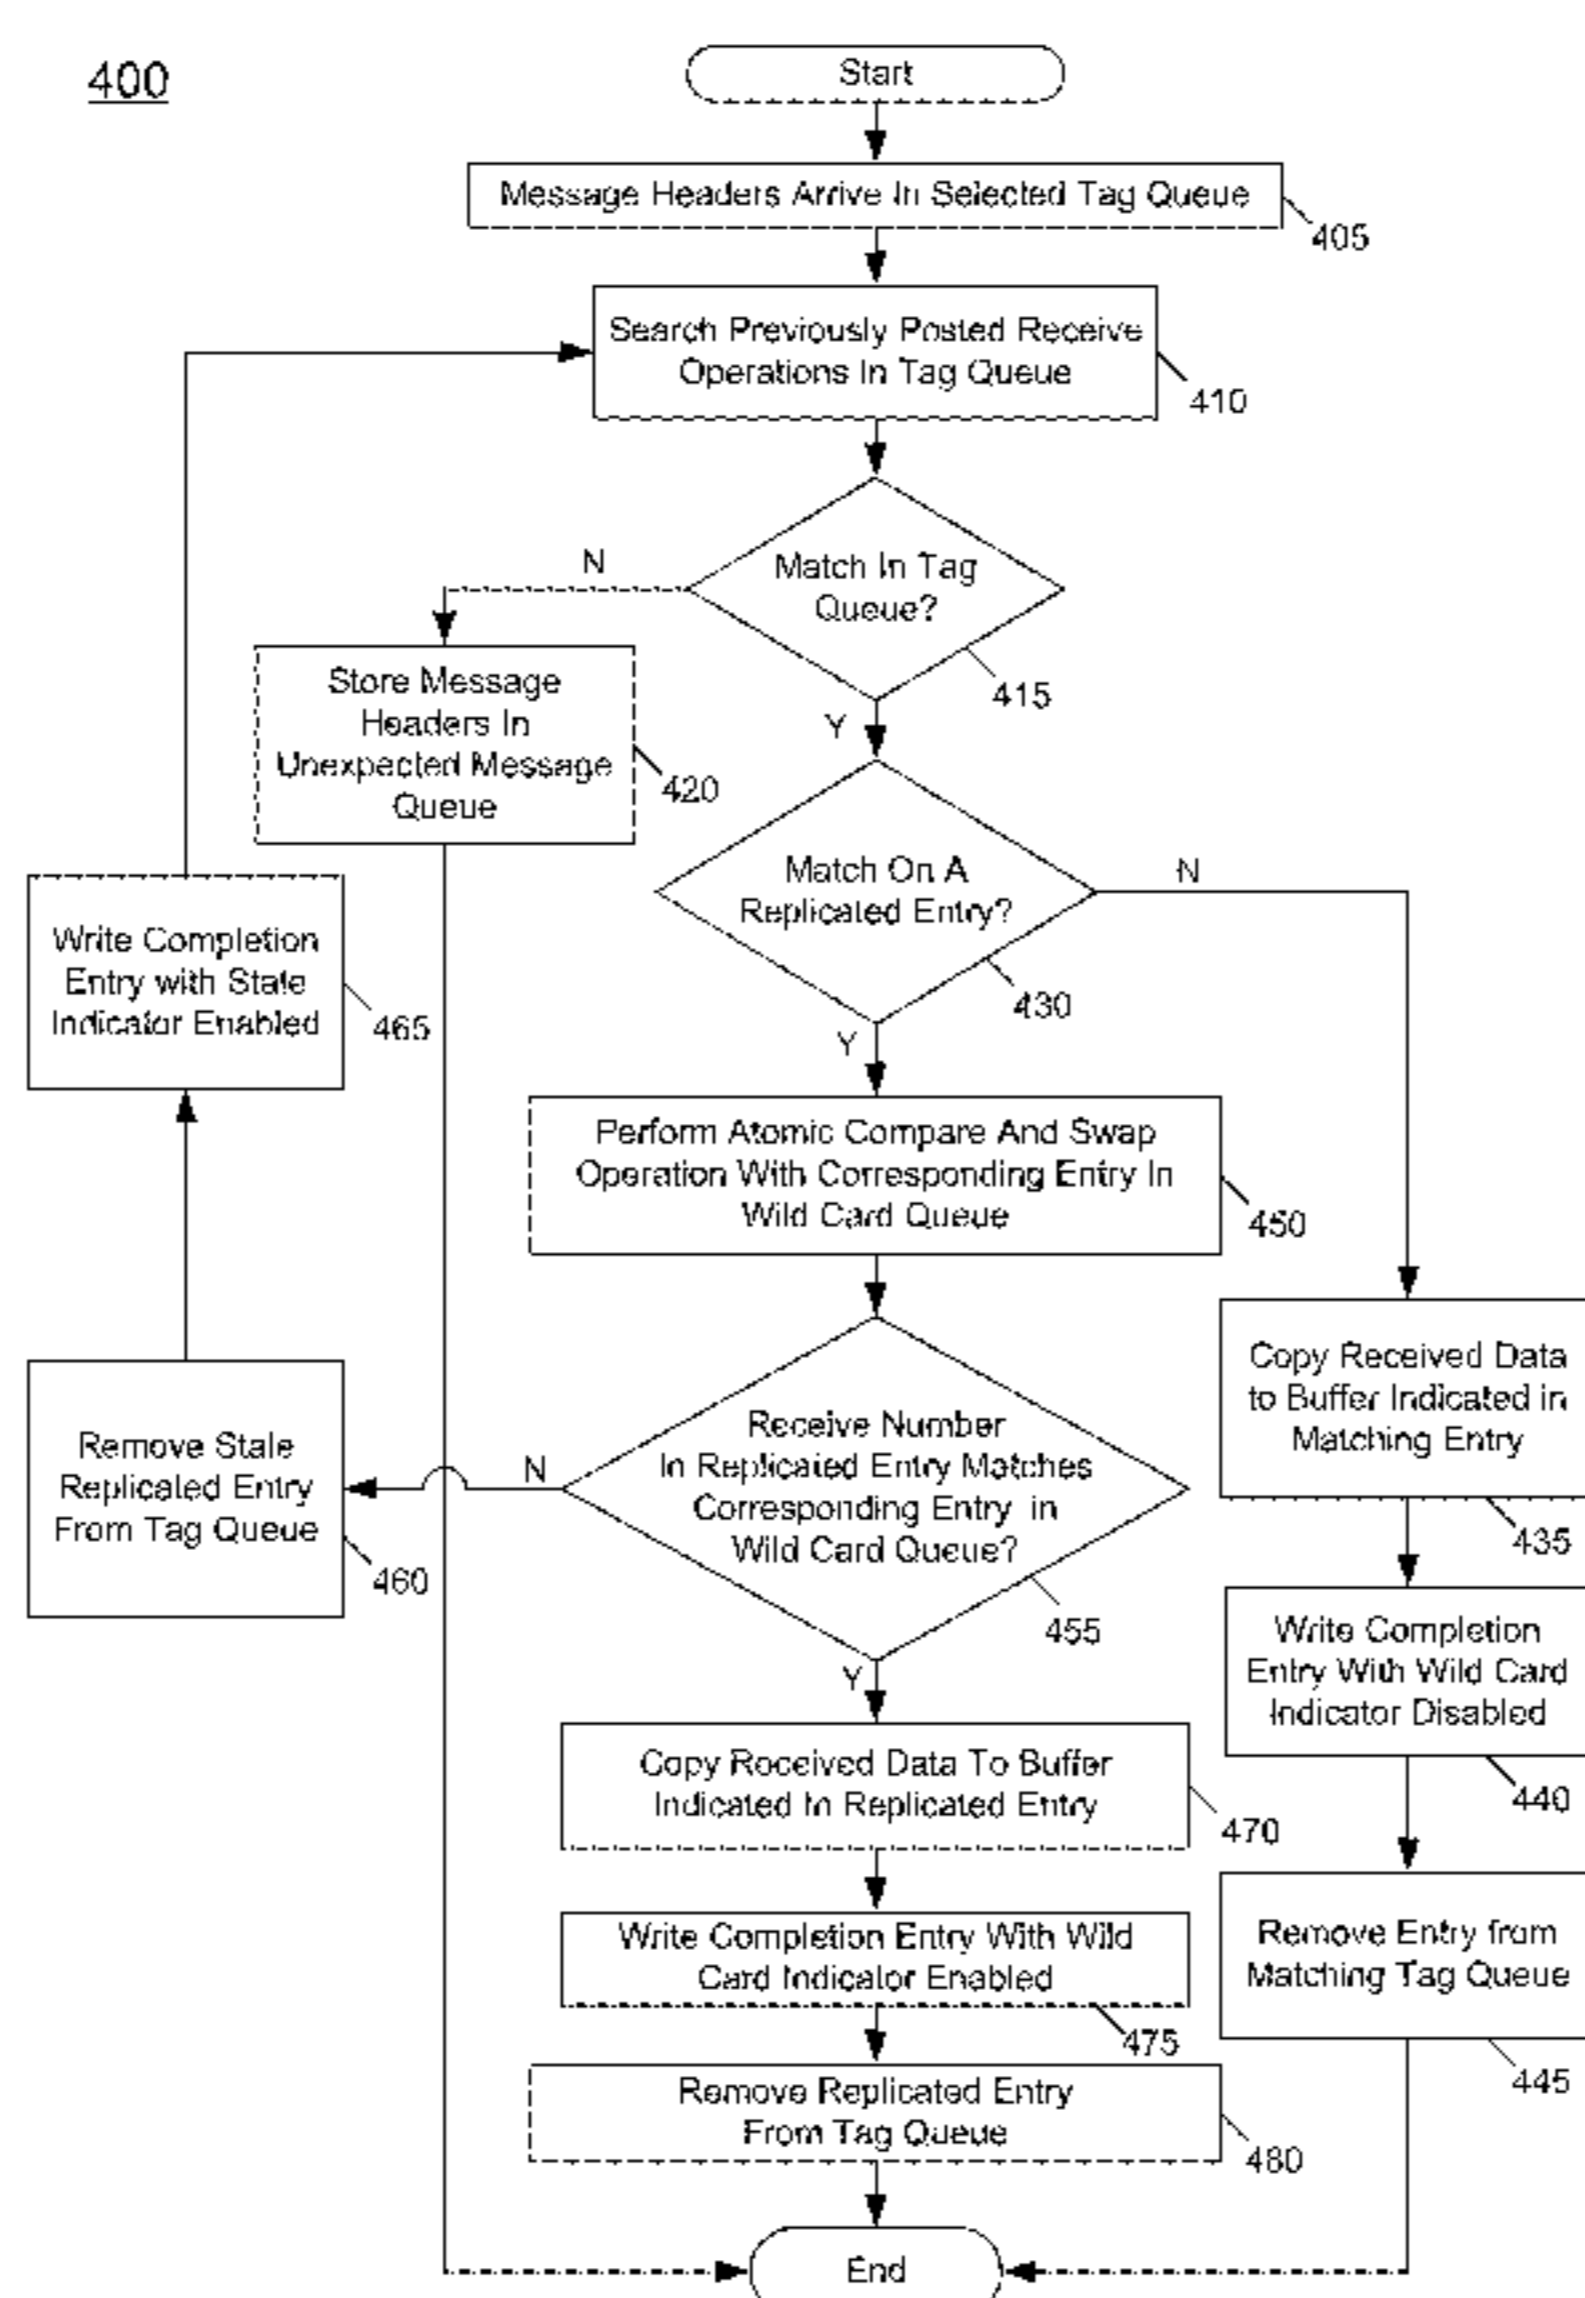 400
Start
Message Headers Arrive In Selected Tag Queue
405
Search Previously Posted Receive
Operations In Tag Queue
410
Match In Tag
Queue?
415
N
Y
Store Message
Headers In
Unexpected Message
Queue
420
Match On A
Replicated Entry?
430
N
Y
Write Completion
Entry with Stale
Indicator Enabled
465
Perform Atomic Compare And Swap
Operation With Corresponding Entry In
Wild Card Queue
450
Copy Received Data
to Buffer Indicated in
Matching Entry
435
Receive Number
In Replicated Entry Matches
Corresponding Entry in
Wild Card Queue?
455
N
Y
Remove Stale
Replicated Entry
From Tag Queue
460
Write Completion
Entry With Wild Card
Indicator Disabled
440
Copy Received Data To Buffer
Indicated In Replicated Entry
470
Write Completion Entry With Wild
Card Indicator Enabled
475
Remove Entry from
Matching Tag Queue
445
Remove Replicated Entry
From Tag Queue
480
End